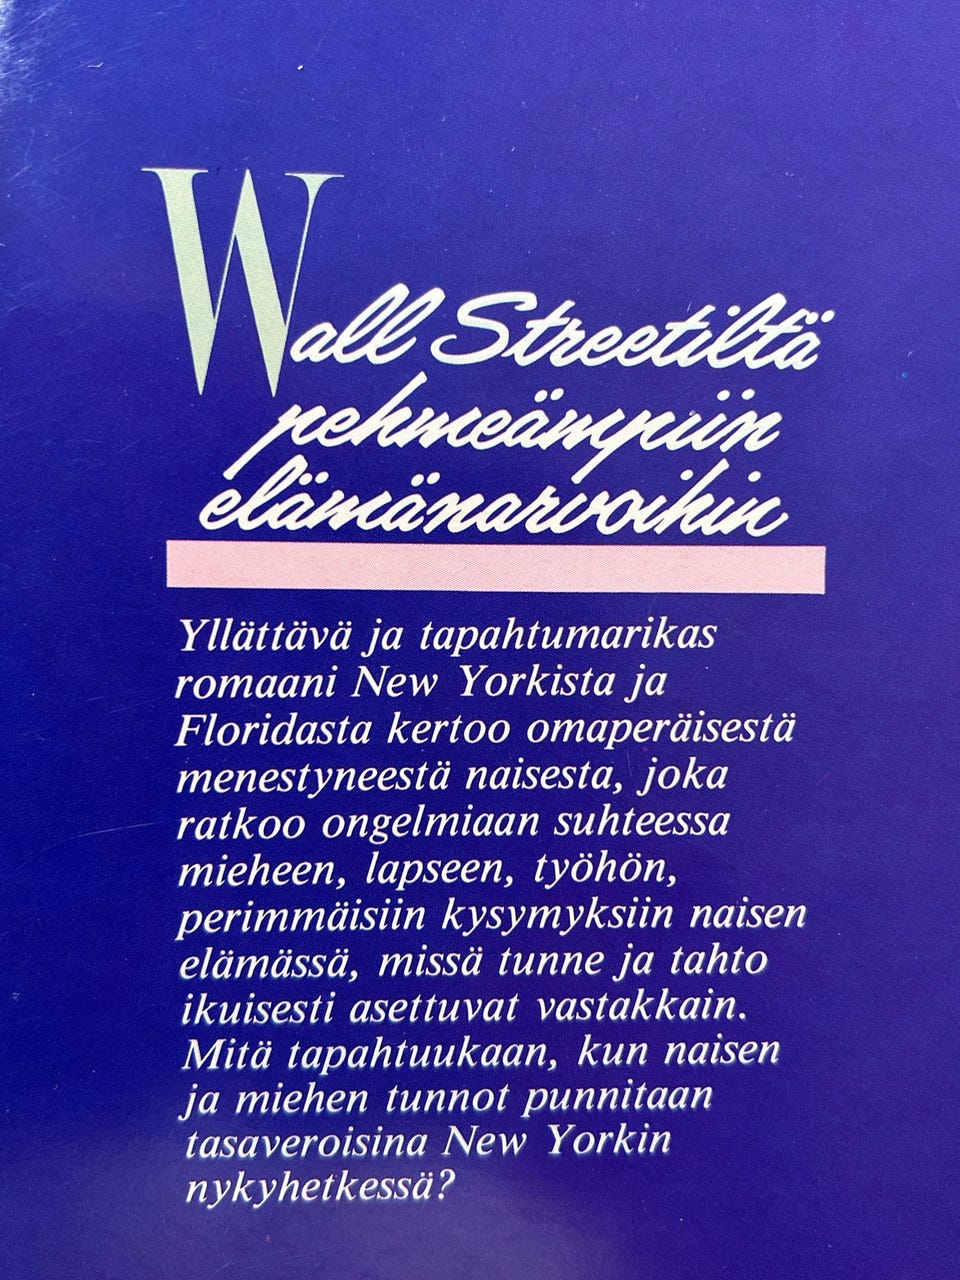 Wall Streetiltä
pehmeämpiin
elämänarvoihin
Yllättävä ja tapahtumarikas
romaani New Yorkista ja
Floridasta kertoo omaperäisestä
menestyneestä naisesta, joka
ratkoo ongelmiaan suhteessa
mieheen, lapseen, työhön,
perimmäisiin kysymyksiin naisen
elämässä, missä tunne ja tahto
ikuisesti asettuvat vastakkain.
Mitä tapahtuukaan, kun naisen
ja miehen tunnot punnitaan
tasaveroisina New Yorkin
nykyhetkessä?